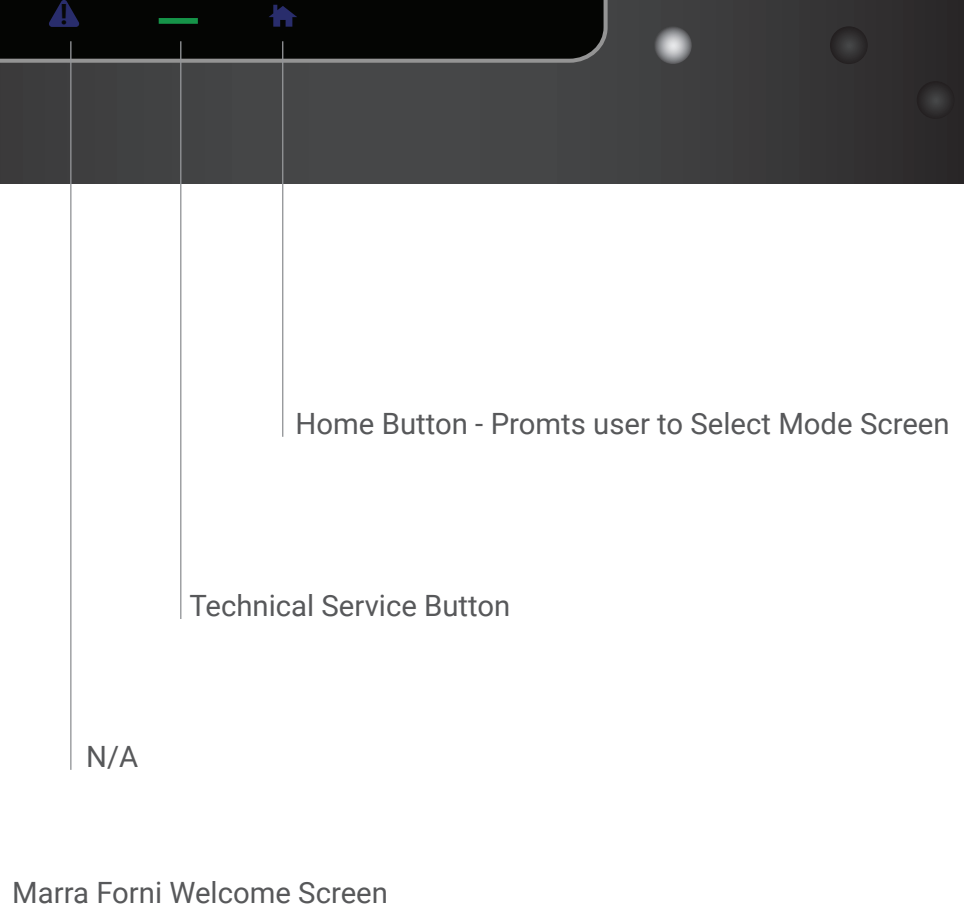 Home Button - Promts user to Select Mode Screen
Technical Service Button
N/A
Marra Forni Welcome Screen